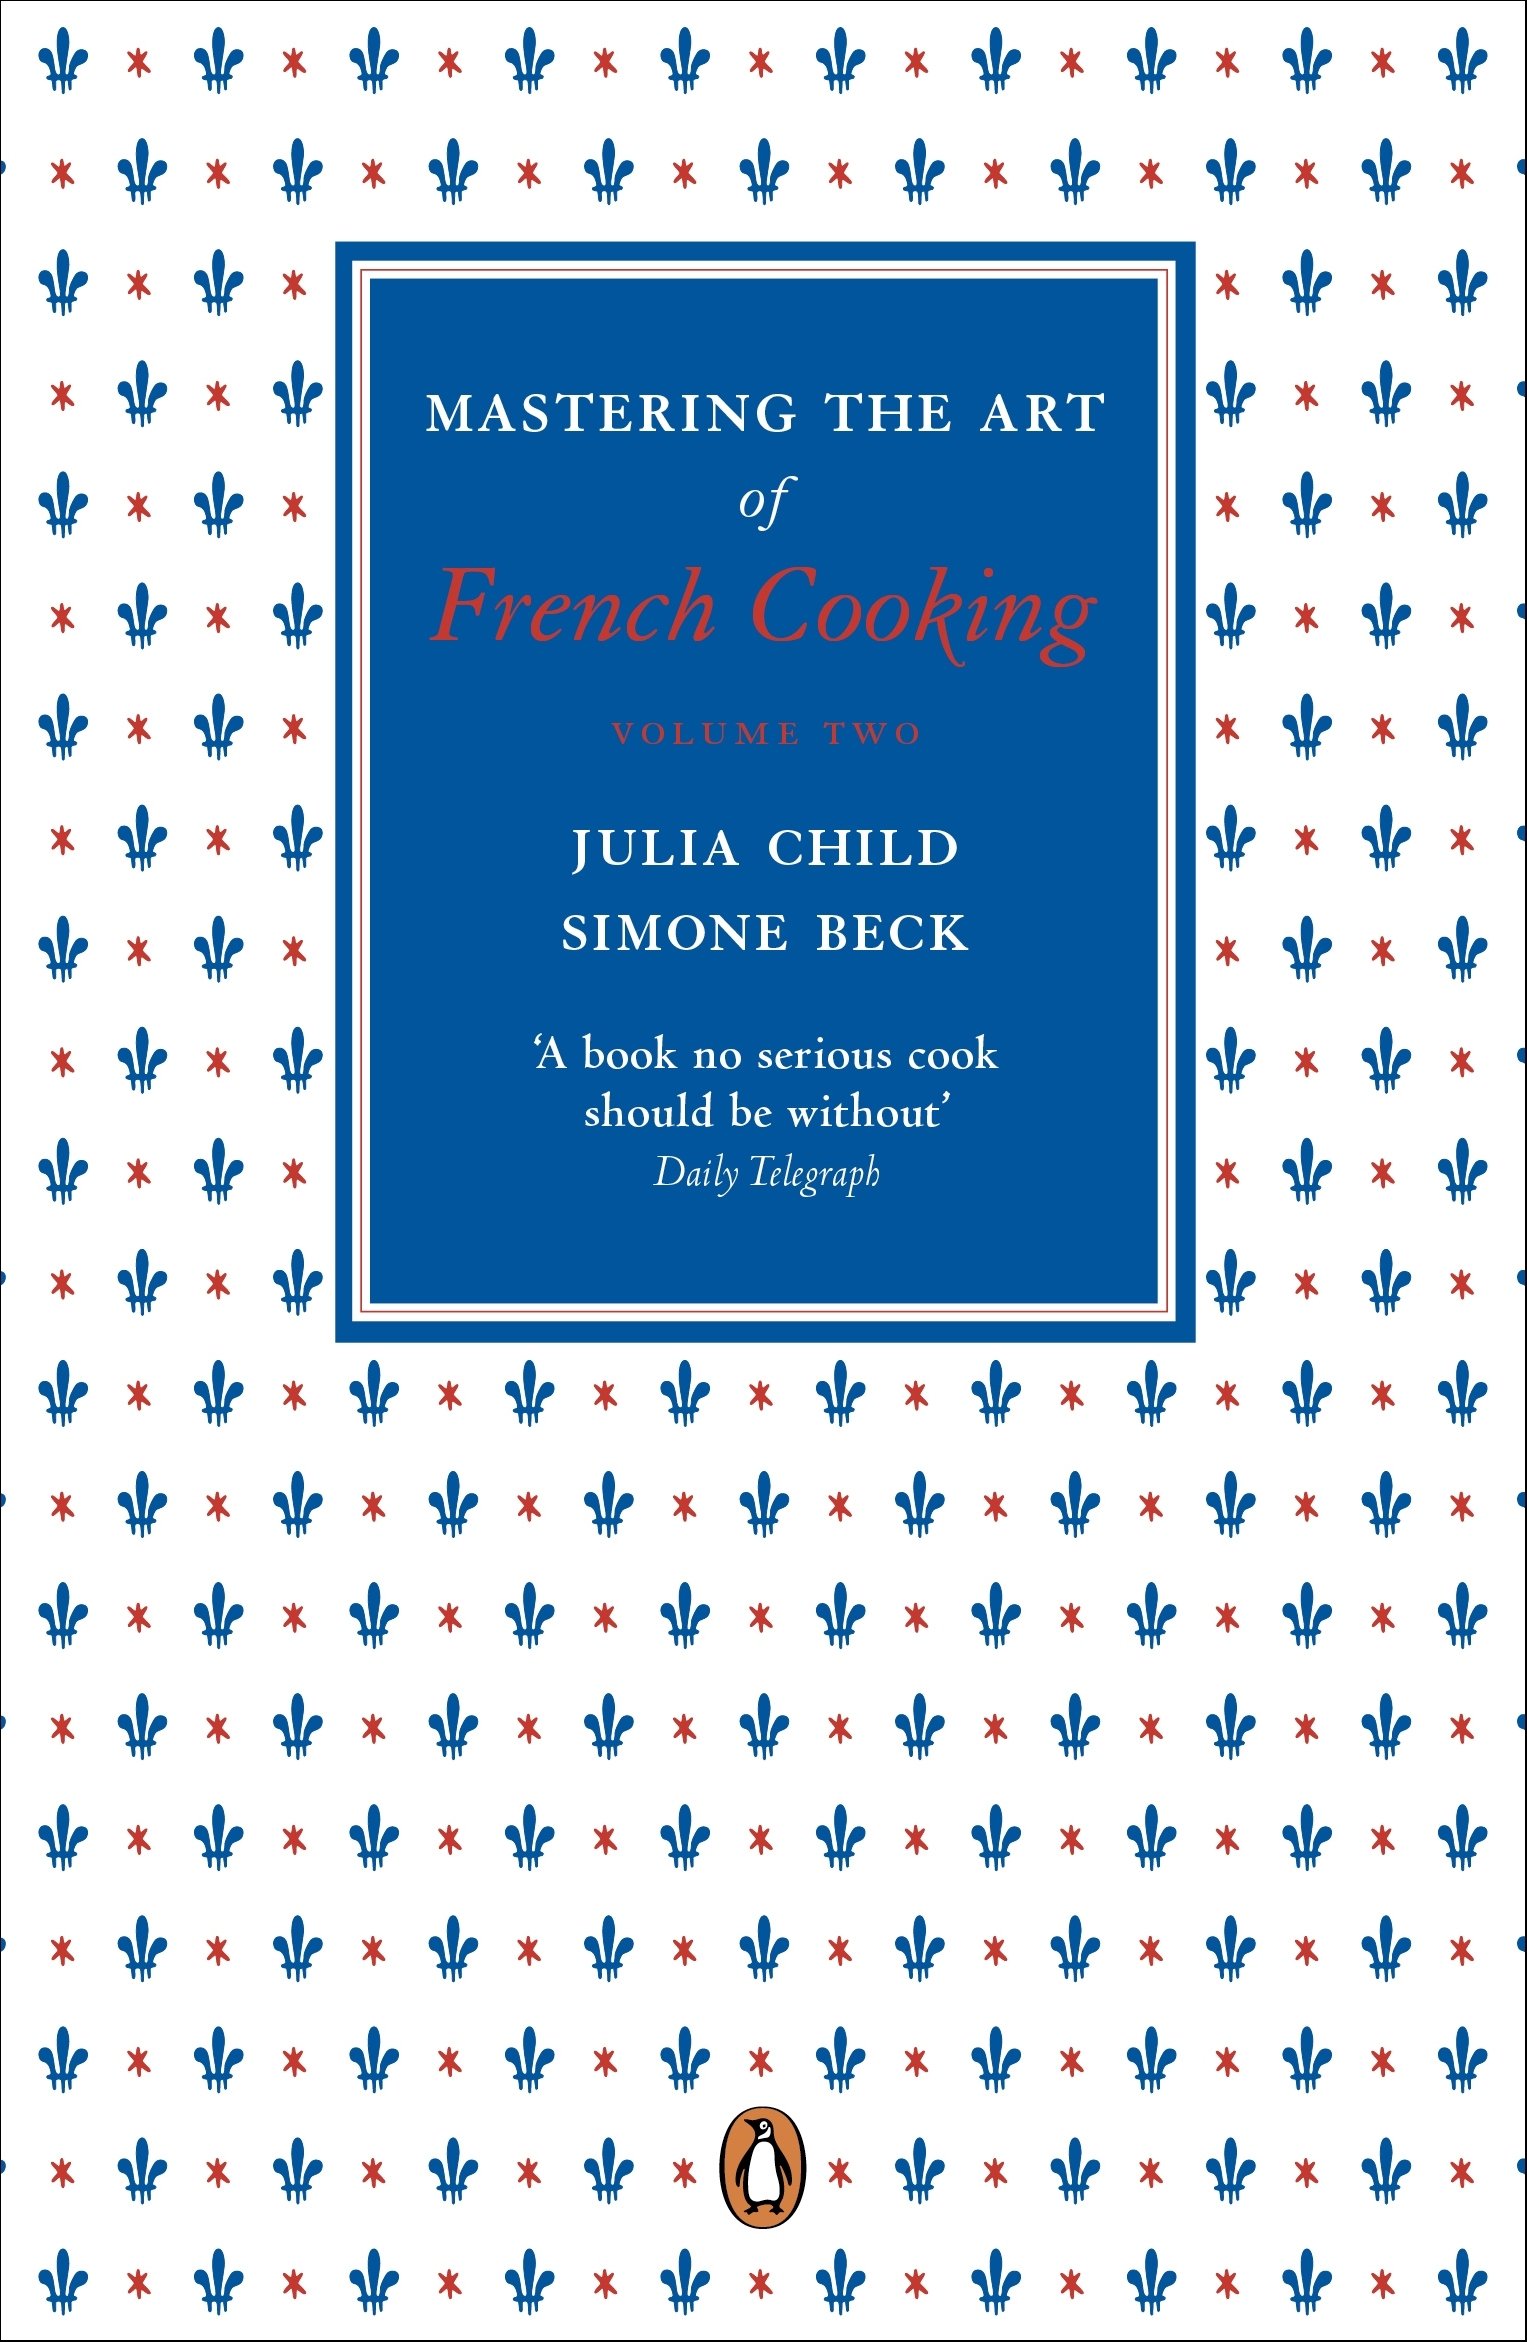 MASTERING THE ART
of
French Cooking
VOLUME TWO
JULIA CHILD
SIMONE BECK
‘A book no serious cook
should be without’
Daily Telegraph